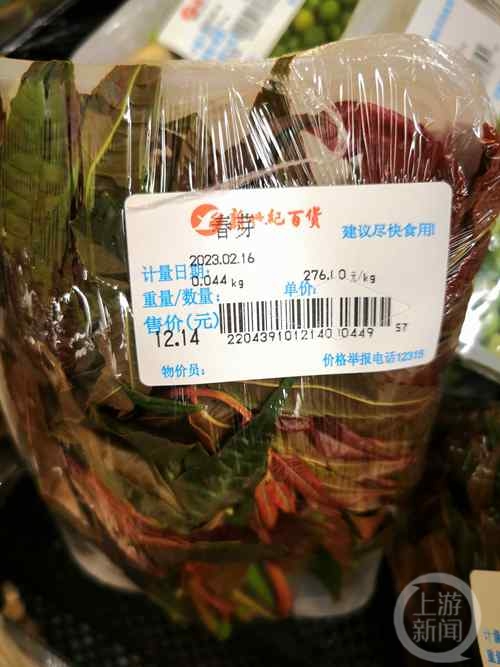 新世纪百货
春芽
建议尽快食用!
2023.02.16
计量日期:
0.044 kg
276.00元/kg
重量/数量:
单价:
售价(元)
12.14
2204391012140 10449 57
物价员:
价格举报电话12315
上游
新闻